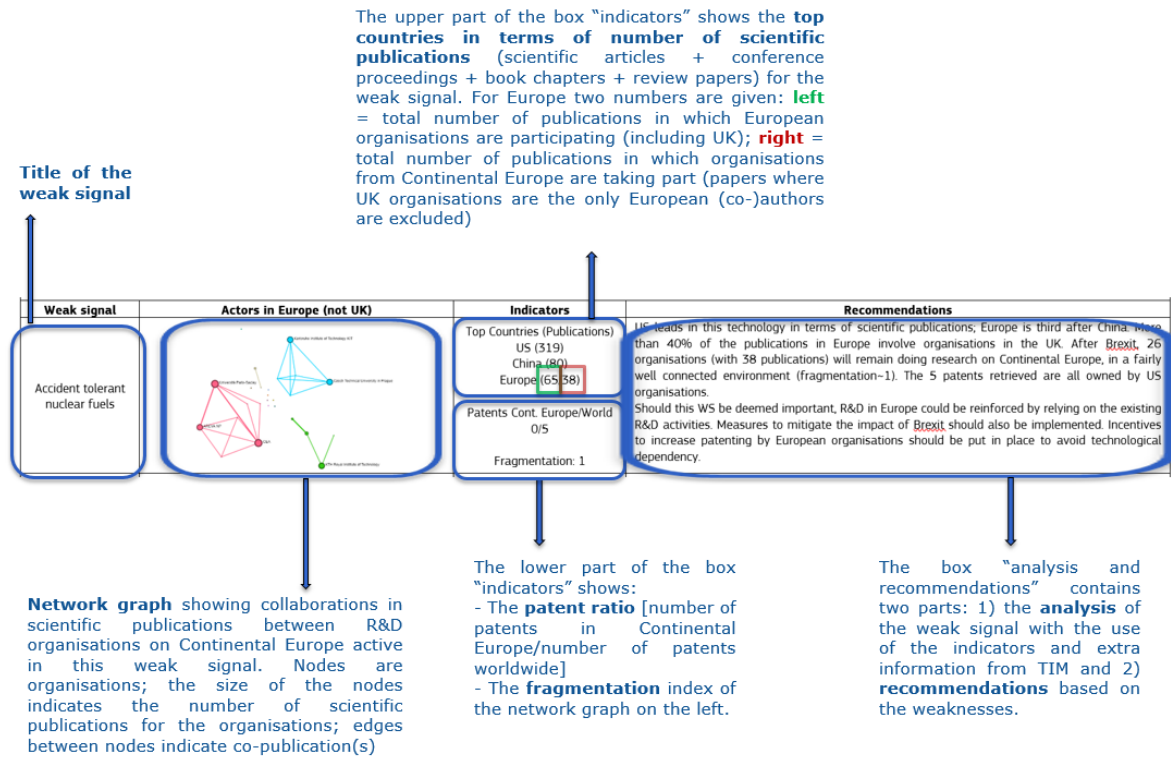 The upper part of the box “indicators” shows the top
countries in terms of number of scientific
publications (scientific articles + conference
proceedings + book chapters + review papers) for the
weak signal. For Europe two numbers are given: left
= total number of publications in which European
organisations are participating (including UK); right =
total number of publications in which organisations
from Continental Europe are taking part (papers where
UK organisations are the only European (co-)authors
are excluded)
Title of the
weak signal
Weak signal
Actors in Europe (not UK)
Indicators
Recommendations
Accident tolerant
nuclear fuels
Czech Technical University in Prague
Royal Institute of Technology
Top Countries (Publications)
US (319)
China (80)
Europe (65/38)
Patents Cont. Europe/World
0/5
Fragmentation: 1
US leads in this technology in terms of scientific publications; Europe is third after China. More
than 40% of the publications in Europe involve organisations in the UK. After Brexit, 26
organisations (with 38 publications) will remain doing research on Continental Europe, in a fairly
well connected environment (fragmentation~1). The 5 patents retrieved are all owned by US
organisations.
Should this WS be deemed important, R&D in Europe could be reinforced by relying on the existing
R&D activities. Measures to mitigate the impact of Brexit should also be implemented. Incentives
to increase patenting by European organisations should be put in place to avoid technological
dependency.
Network graph showing collaborations in
scientific publications between R&D
organisations on Continental Europe active
in this weak signal. Nodes are
organisations; the size of the nodes
indicates the number of scientific
publications for the organisations; edges
between nodes indicate co-publication(s)
The lower part of the box
“indicators” shows:
- The patent ratio [number of
patents in Continental
Europe/number of patents
worldwide]
- The fragmentation index of
the network graph on the left.
The box “analysis and
recommendations” contains
two parts: 1) the analysis of
the weak signal with the use
of the indicators and extra
information from TIM and 2)
recommendations based on
the weaknesses.